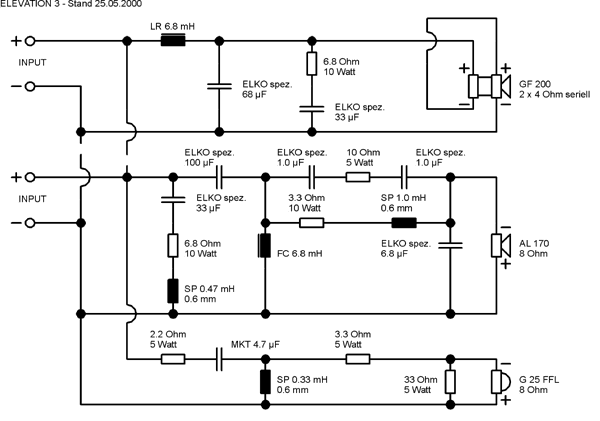 ELEVATION 3 - Stand 25.05.2000
LR 6.8 mH
+
INPUT
−
ELKO spez.
68 µF
6.8 Ohm
10 Watt
ELKO spez.
33 µF
+ +
− −
GF 200
2 x 4 Ohm seriell
ELKO spez.
100 µF
ELKO spez.
1.0 µF
10 Ohm
5 Watt
ELKO spez.
1.0 µF
+
INPUT
−
ELKO spez.
33 µF
3.3 Ohm
10 Watt
SP 1.0 mH
0.6 mm
6.8 Ohm
10 Watt
FC 6.8 mH
ELKO spez.
6.8 µF
−
AL 170
8 Ohm
+
SP 0.47 mH
0.6 mm
2.2 Ohm
5 Watt
MKT 4.7 µF
3.3 Ohm
5 Watt
SP 0.33 mH
0.6 mm
33 Ohm
5 Watt
−
G 25 FFL
8 Ohm
+